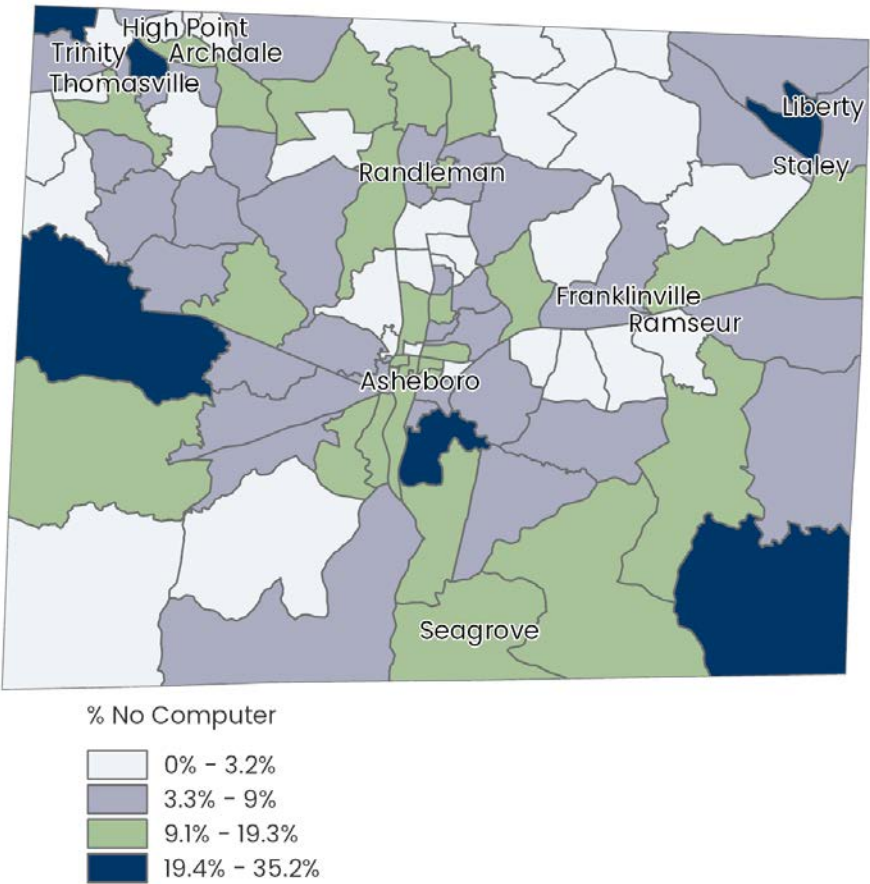 High Point
Trinity
Archdale
Thomasville
Liberty
Staley
Randleman
Franklinville
Ramseur
Asheboro
Seagrove
% No Computer
0% - 3.2%
3.3% - 9%
9.1% - 19.3%
19.4% - 35.2%